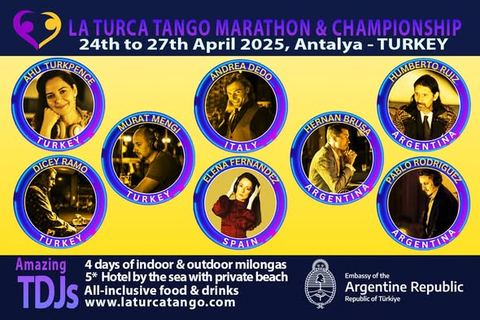 LA TURCA TANGO MARATHON & CHAMPIONSHIP
24th to 27th April 2025, Antalya - TURKEY
AHU TURKPENCE
TURKEY
MURAT MENGI
TURKEY
ANDREA DEDO
ITALY
HERNAN BRUSA
ARGENTINA
HUMBERTO RUIZ
ARGENTINA
DICEY RAMO
TURKEY
ELENA FERNANDEZ
SPAIN
PABLO RODRIGUEZ
ARGENTINA
Amazing
TDJs
4 days of indoor & outdoor milongas
5* Hotel by the sea with private beach
All-inclusive food & drinks
www.laturcatango.com
Embassy of the
Argentine Republic
Republic of Türkiye